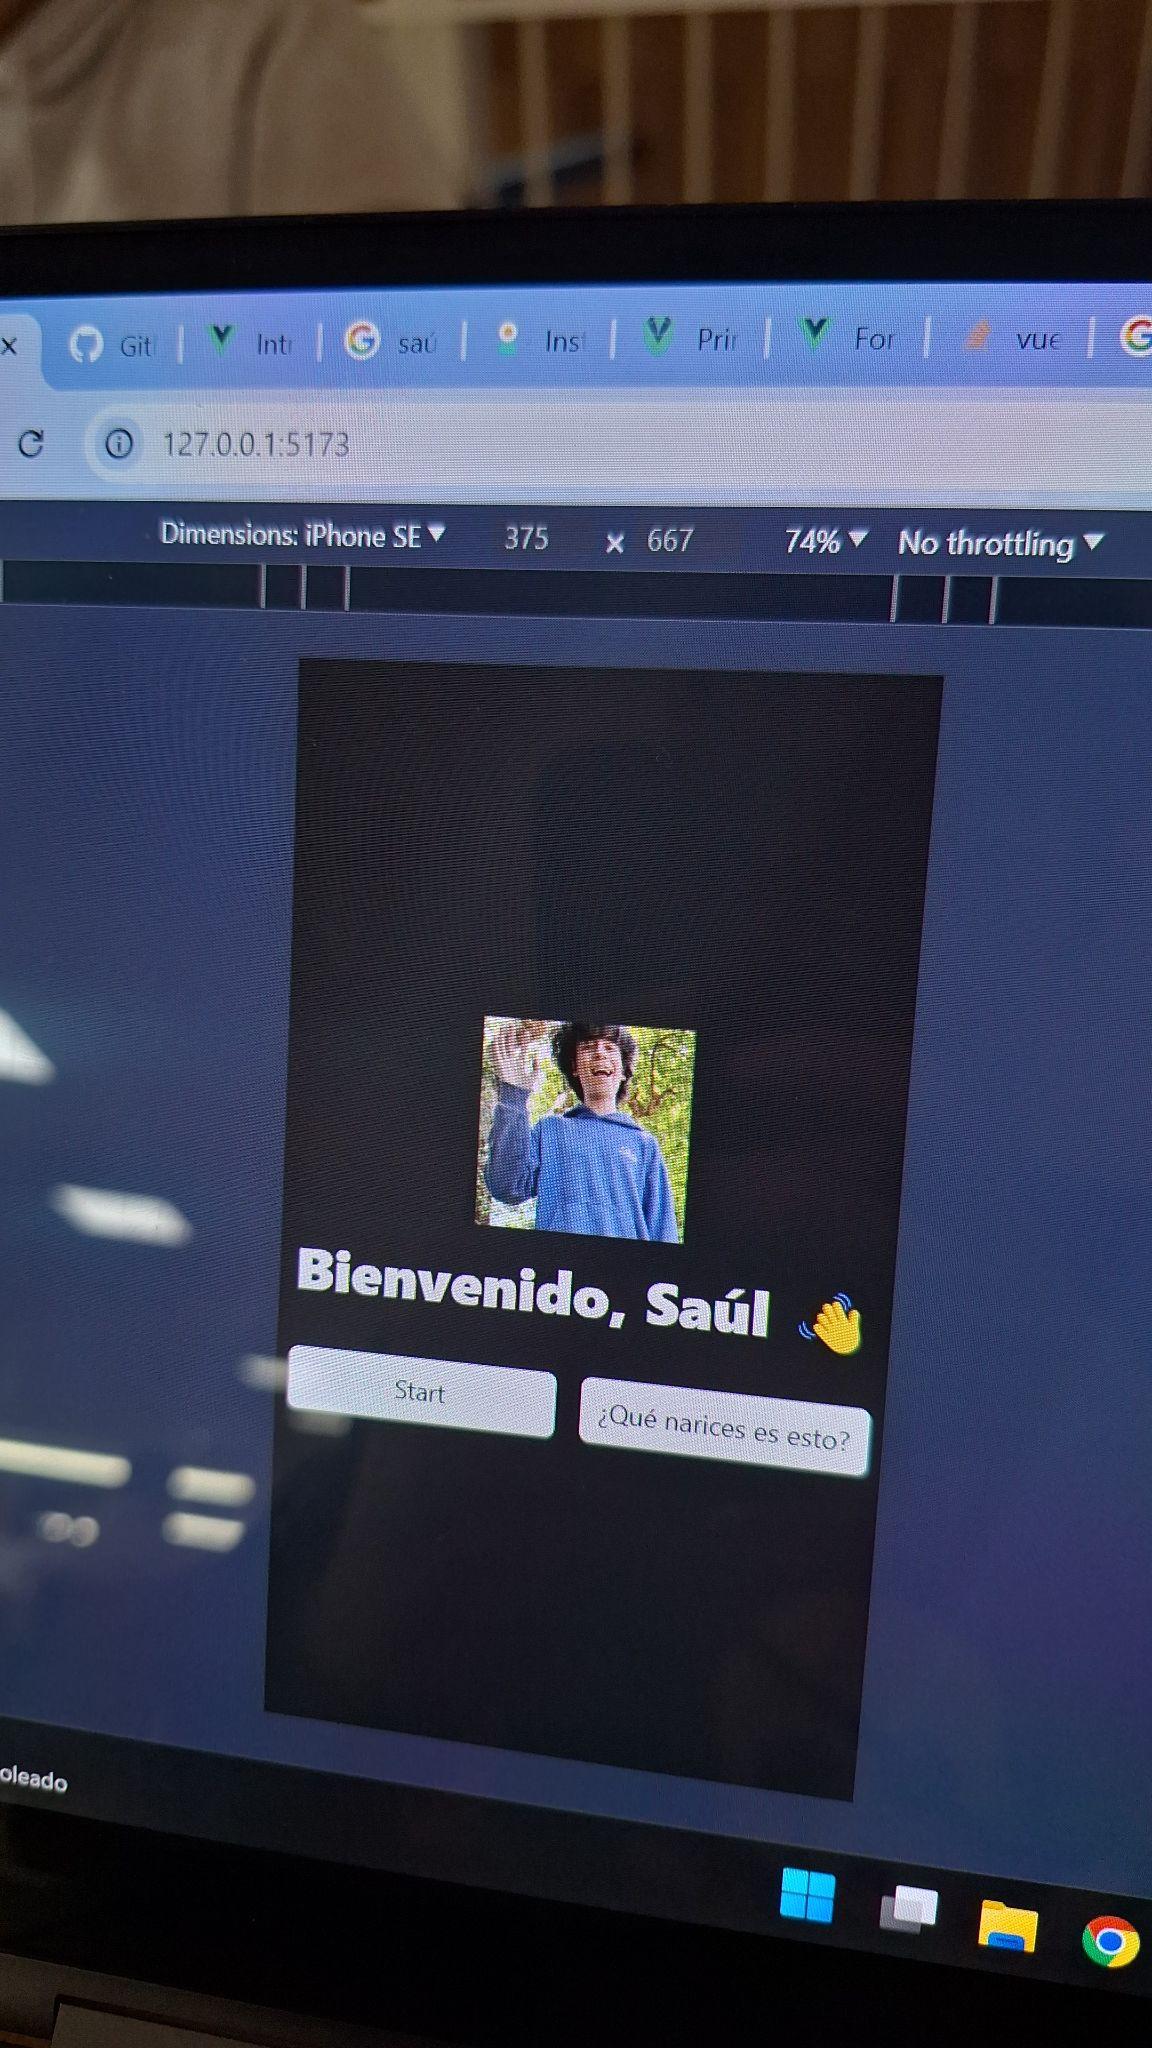 Git
Int
saú
Ins
Pri
For
vue
127.0.0.1:5173
Dimensions: iPhone SE 375 x 667 74% No throttling
Bienvenido, Saúl 👋
Start
¿Qué narices es esto?
oleado